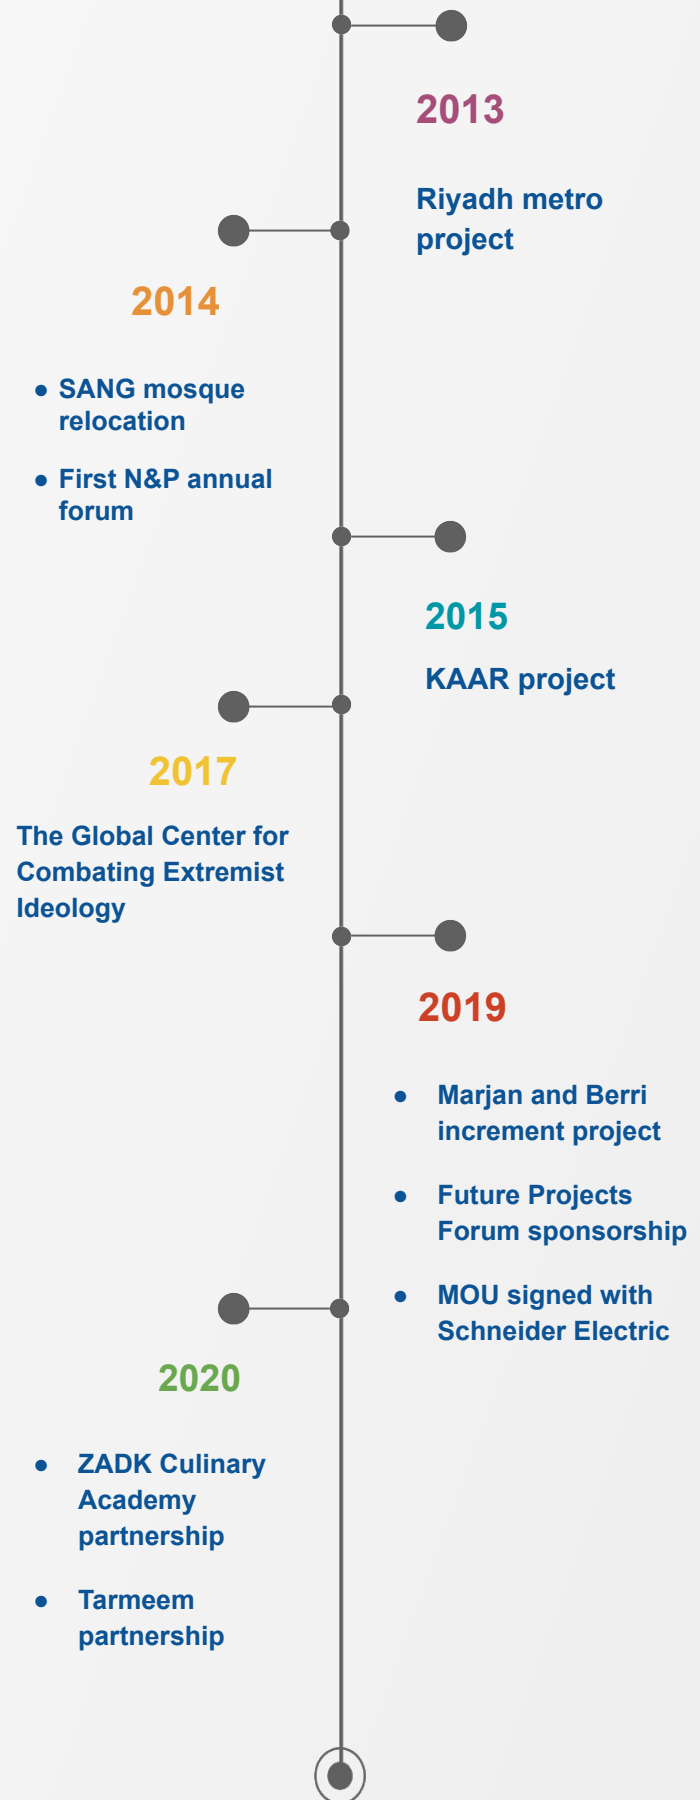 2013
Riyadh metro
project
2014
● SANG mosque
relocation
● First N&P annual
forum
2015
KAAR project
2017
The Global Center for
Combating Extremist
Ideology
2019
● Marjan and Berri
increment project
● Future Projects
Forum sponsorship
● MOU signed with
Schneider Electric
2020
● ZADK Culinary
Academy
partnership
● Tarmeem
partnership